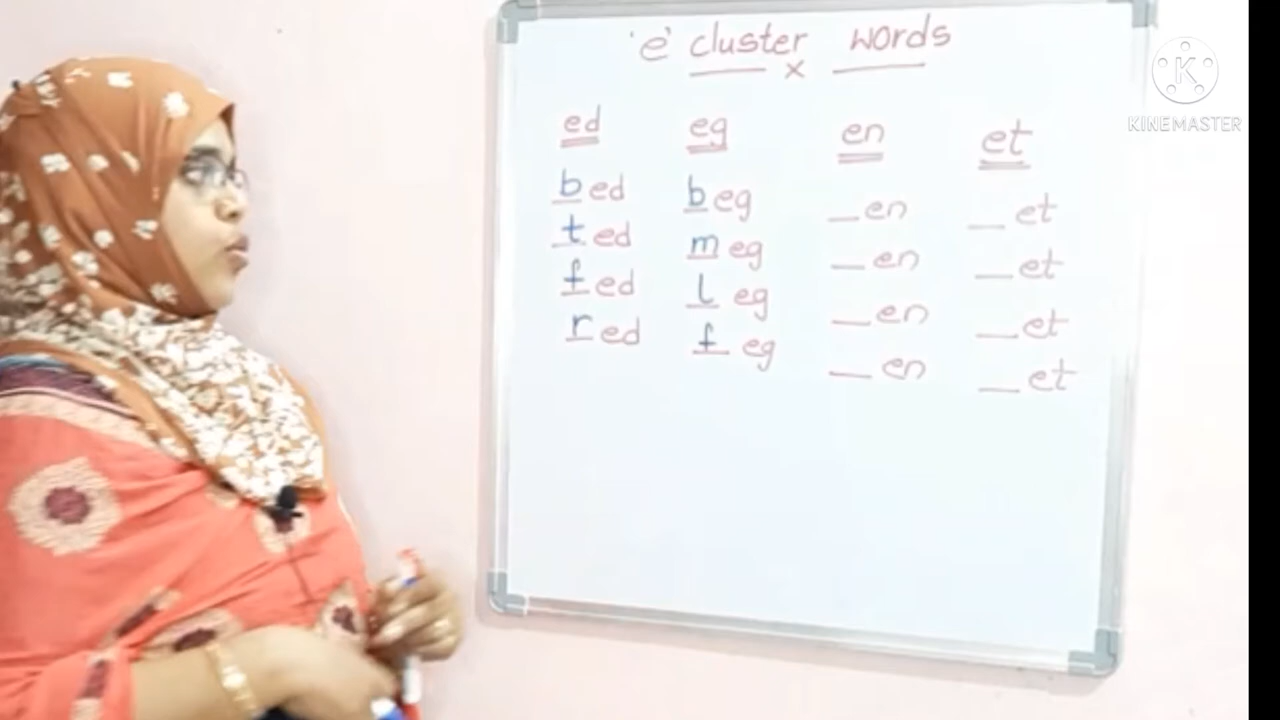 'e' cluster words
x
ed eg en et
bed beg _en _et
ted meg _en _et
fed leg _en _et
red feg _en _et
KINEMASTER